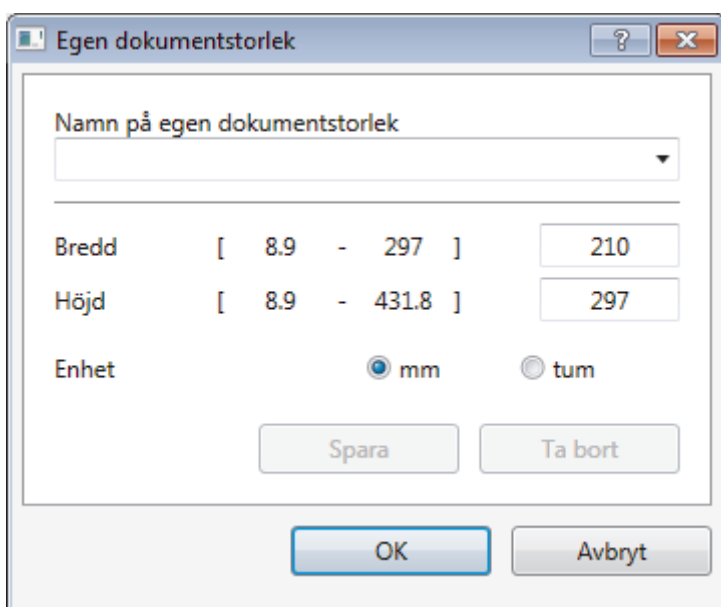 Egen dokumentstorlek
Namn på egen dokumentstorlek
Bredd [ 8.9 - 297 ] 210
Höjd [ 8.9 - 431.8 ] 297
Enhet mm tum
Spara Ta bort
OK Avbryt